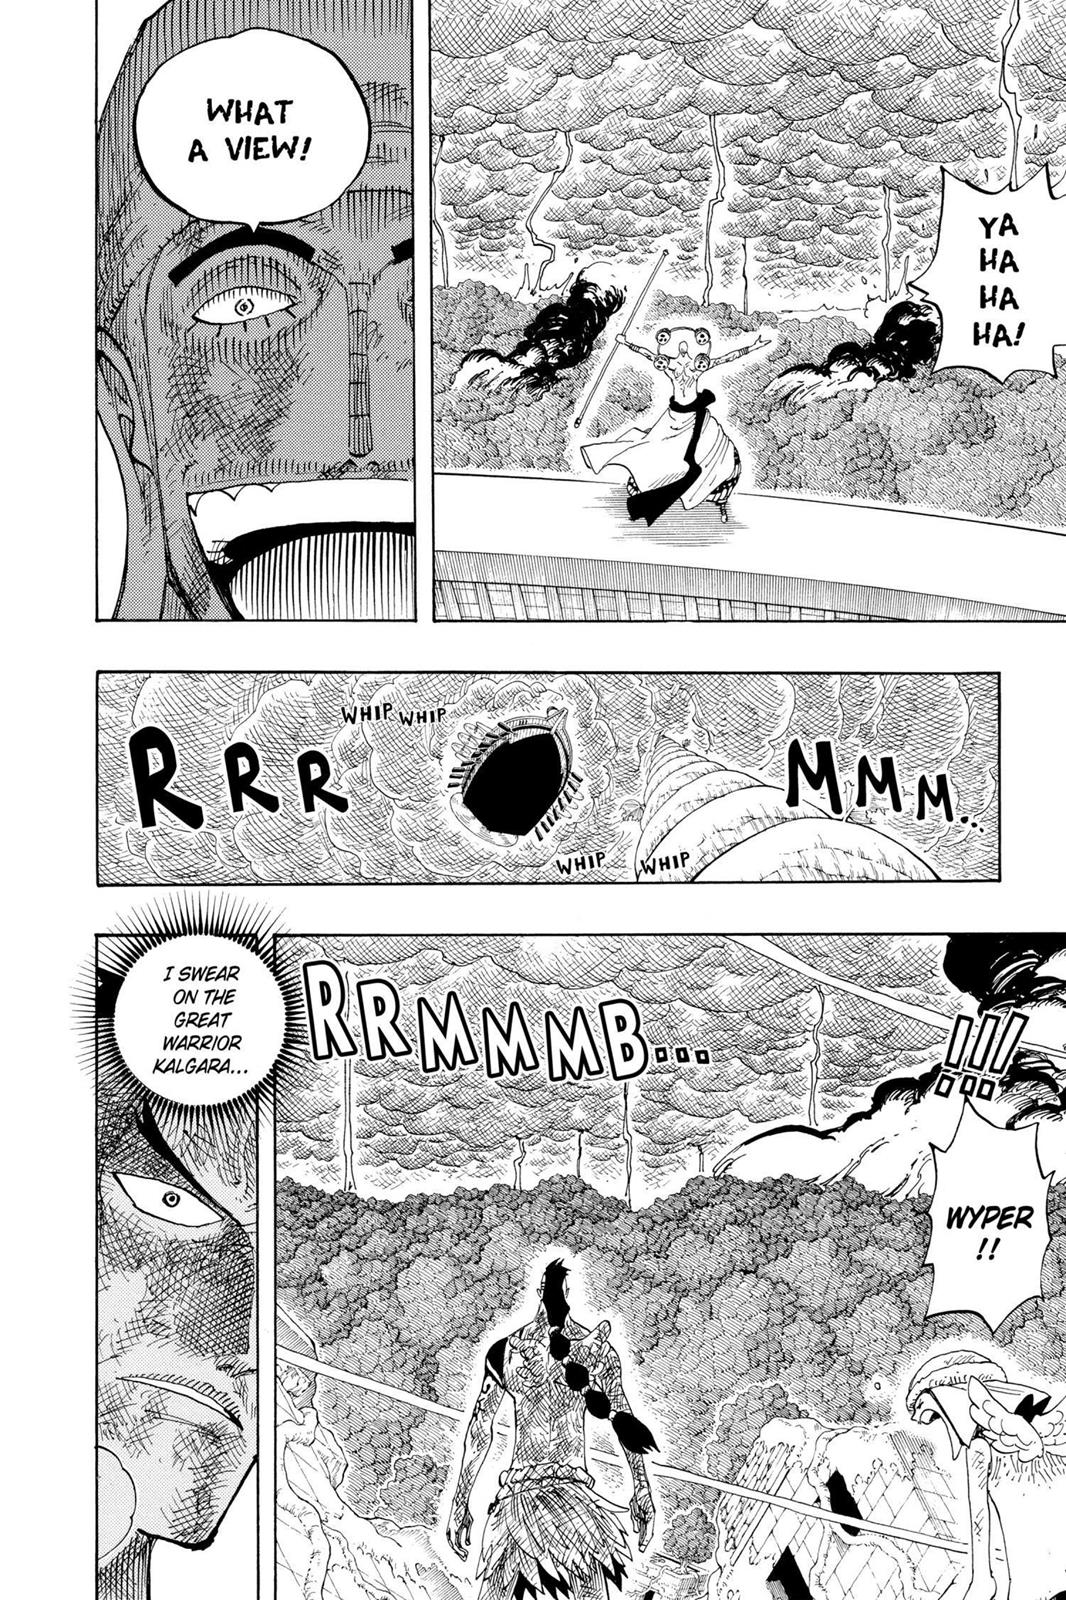 YA
HA
HA
HA!
WHAT
A VIEW!
WHIP WHIP
RRR
MMM...
WHIP WHIP
RRMMMB...
!!!
WYPER
!!
I SWEAR
ON THE
GREAT
WARRIOR
KALGARA...